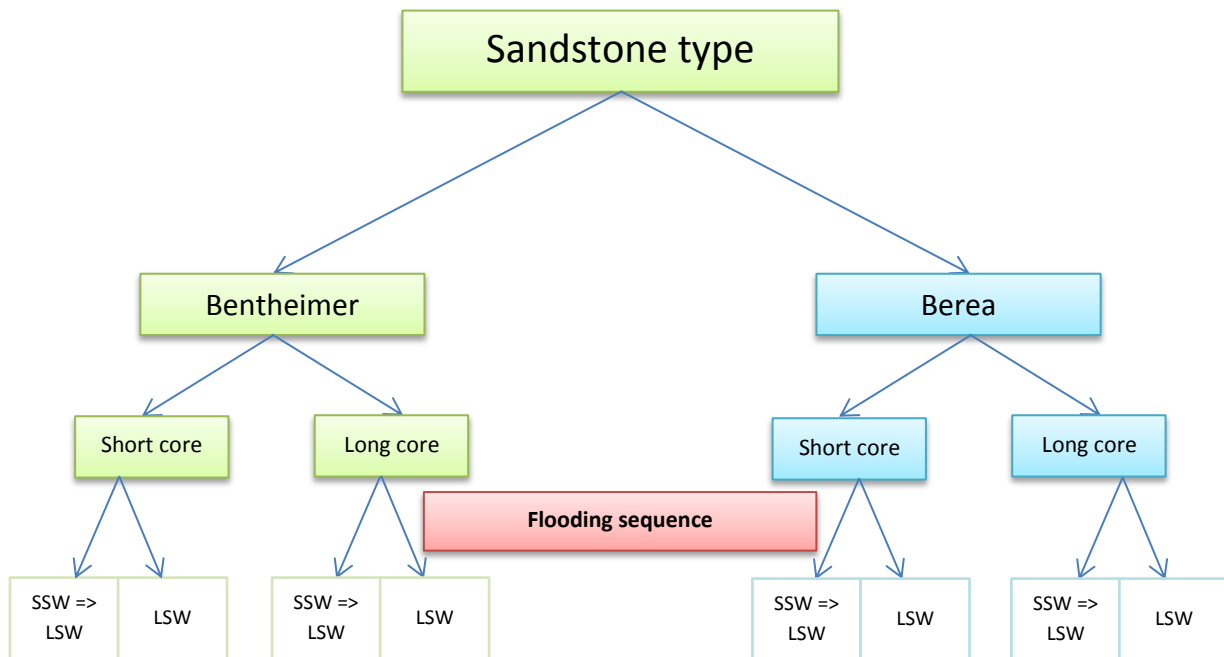 Sandstone type
Bentheimer
Berea
Short core
Long core
Short core
Long core
Flooding sequence
SSW =>
LSW
LSW
SSW =>
LSW
LSW
SSW =>
LSW
LSW
SSW =>
LSW
LSW